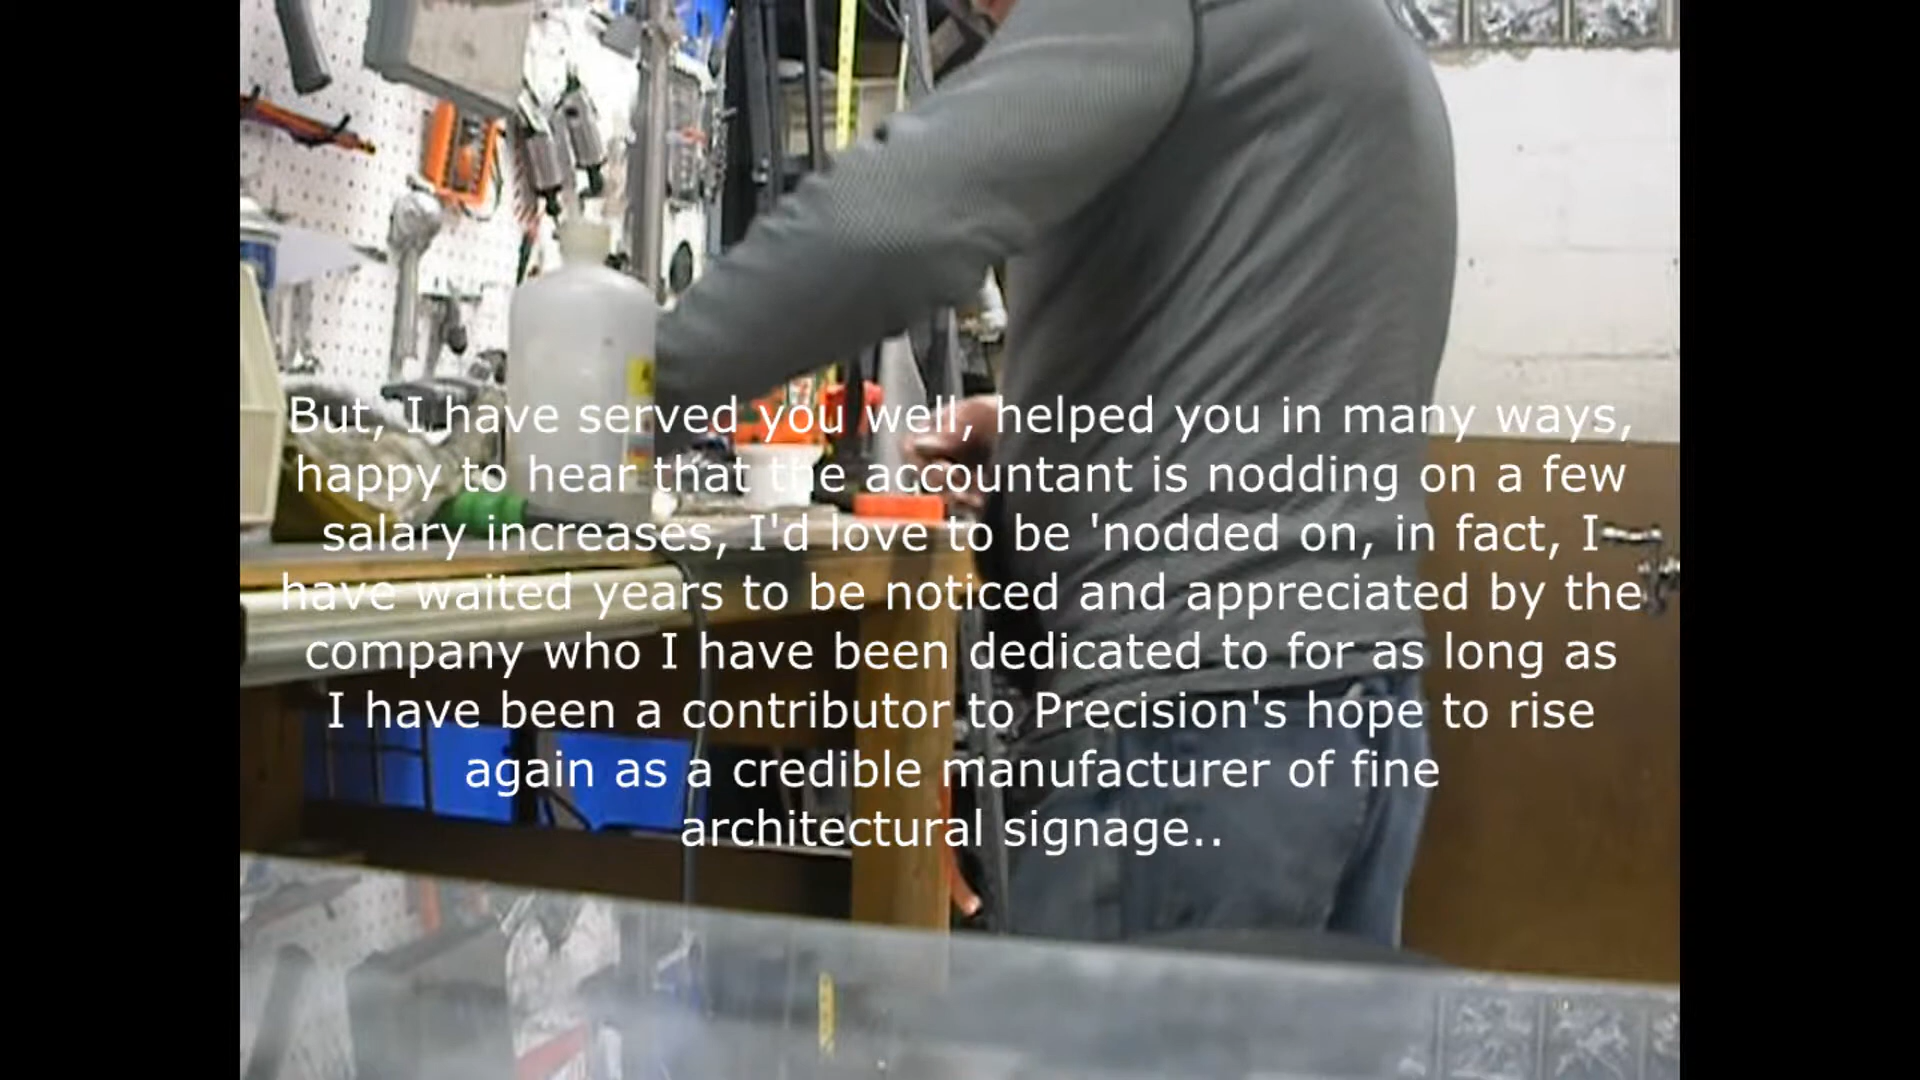 But, I have served you well, helped you in many ways,
happy to hear that the accountant is nodding on a few
salary increases, I'd love to be 'nodded on, in fact, I
have waited years to be noticed and appreciated by the
company who I have been dedicated to for as long as
I have been a contributor to Precision's hope to rise
again as a credible manufacturer of fine
architectural signage..